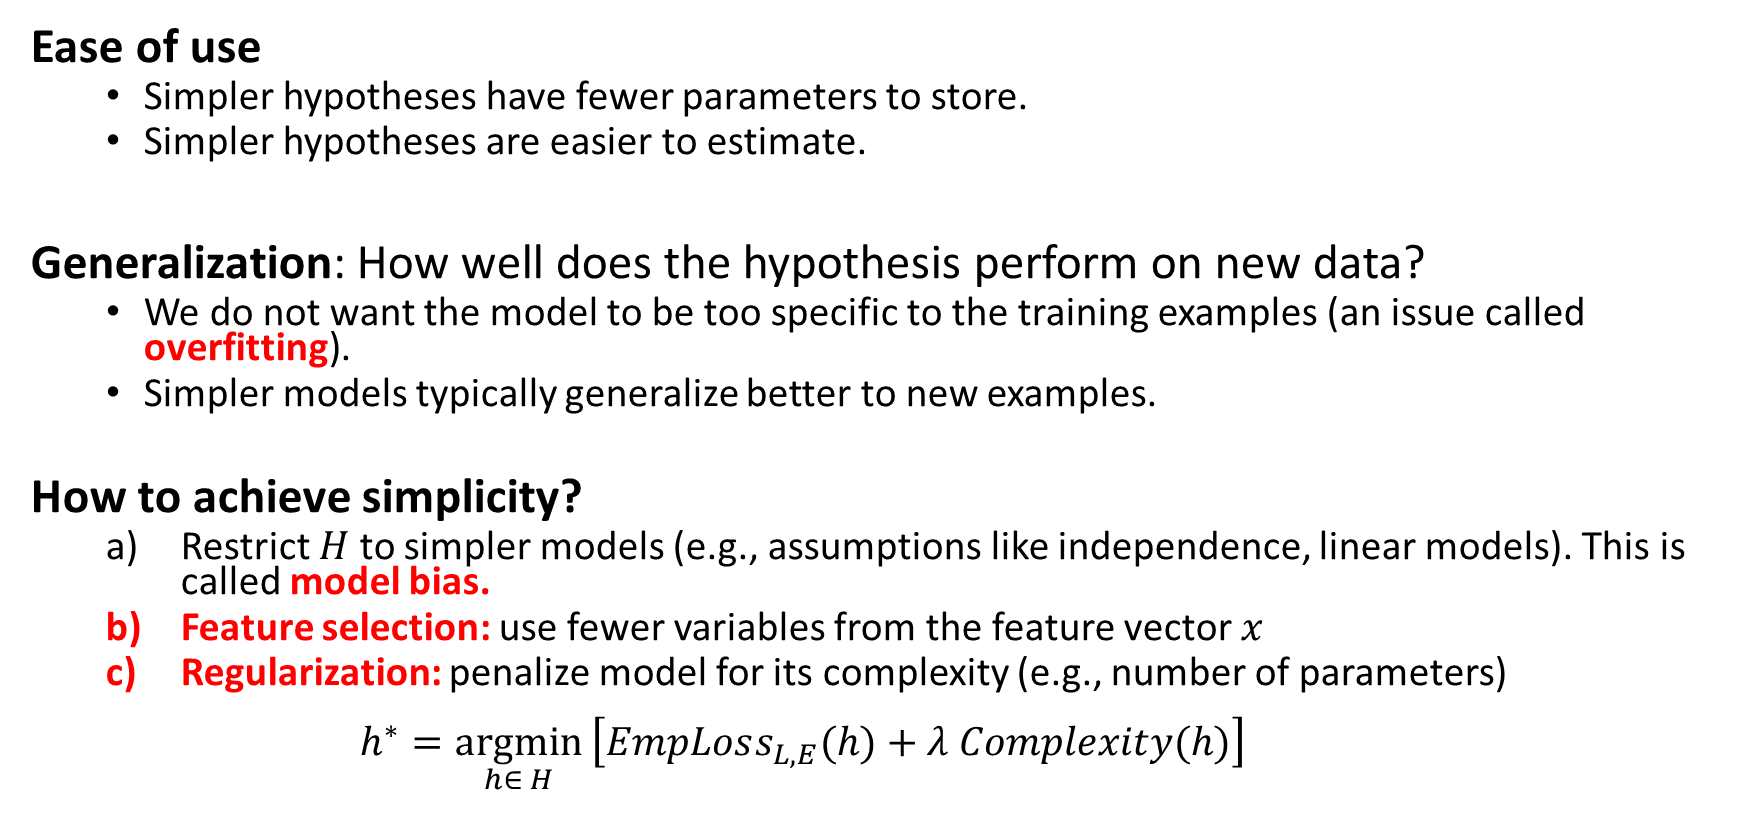 Ease of use
• Simpler hypotheses have fewer parameters to store.
• Simpler hypotheses are easier to estimate.
Generalization: How well does the hypothesis perform on new data?
• We do not want the model to be too specific to the training examples (an issue called
overfitting).
• Simpler models typically generalize better to new examples.
How to achieve simplicity?
a) Restrict H to simpler models (e.g., assumptions like independence, linear models). This is
called model bias.
b) Feature selection: use fewer variables from the feature vector x
c) Regularization: penalize model for its complexity (e.g., number of parameters)
h* = argmin [EmpLoss_{L,E}(h) + λ Complexity(h)]
h∈ H